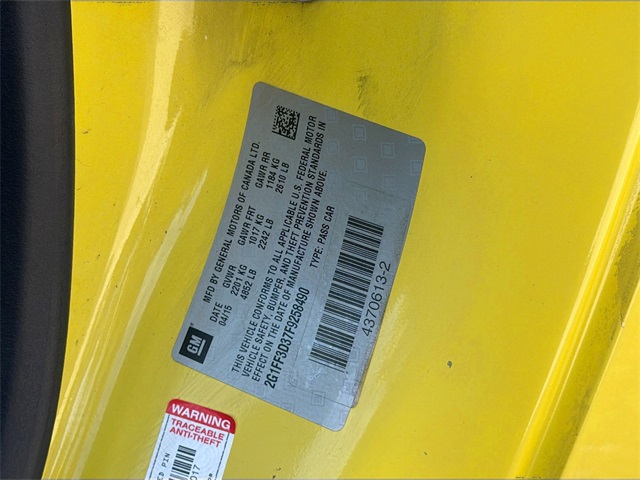 GM
MFD BY GENERAL MOTORS OF CANADA LTD.
DATE GVWR GAWR FRT GAWR RR
04/15 2201 KG 1017 KG 1184 KG
4852 LB 2242 LB 2610 LB
THIS VEHICLE CONFORMS TO ALL APPLICABLE U.S. FEDERAL MOTOR
VEHICLE SAFETY, BUMPER, AND THEFT PREVENTION STANDARDS IN
EFFECT ON THE DATE OF MANUFACTURE SHOWN ABOVE.
2G1FF3D37F9258490 TYPE: PASS CAR
4370613-2
WARNING
TRACEABLE
ANTI-THEFT
PIN
017